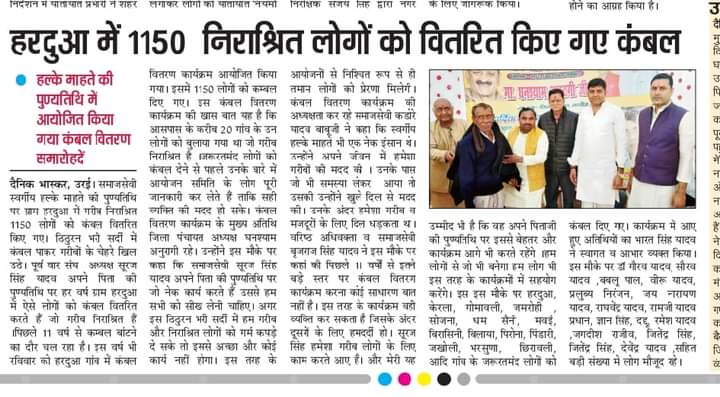 हरदुआ में 1150 निराश्रित लोगों को वितरित किए गए कंबल
हल्के माहते की
पुण्यतिथि में
आयोजित किया
गया कंबल वितरण
समारोहदें
दैनिक भास्कर, उरई। समाजसेवी
स्वर्गीय हल्के माहते की पुण्यतिथि
पर ग्राम हरदुआ में गरीब निराश्रित
1150 लोगों को कंबल वितरित
किए गए। ठिठुरन भरी सर्दी में
कंबल पाकर गरीबों के चेहरे खिल
उठे। पूर्व बार संघ अध्यक्ष सूरज
सिंह यादव अपने पिता की
पुण्यतिथि पर हर वर्ष ग्राम हरदुआ
में ऐसे लोगों को कंबल वितरित
करते हैं जो गरीब निराश्रित हैं
।पिछले 11 वर्ष से कम्बल बांटने
का दौर चल रहा है। इस वर्ष भी
रविवार को हरदुआ गांव में कंबल
वितरण कार्यक्रम आयोजित किया
गया। इसमें 1150 लोगों को कम्बल
दिए गए। इस कंबल वितरण
कार्यक्रम की खास बात यह है कि
आसपास के करीब 20 गांव के उन
लोगों को बुलाया गया था जो गरीब
निराश्रित है ।जरूरतमंद लोगों को
कंबल देने से पहले उनके बारे में
आयोजन समिति के लोग पूरी
जानकारी कर लेते हैं ताकि सही
व्यक्ति की मदद हो सके। कंबल
वितरण कार्यक्रम के मुख्य अतिथि
जिला पंचायत अध्यक्ष घनश्याम
अनुरागी रहे। उन्होंने इस मौके पर
कहा कि समाजसेवी सूरज सिंह
यादव अपने पिता की पुण्यतिथि पर
जो नेक कार्य करते हैं उससे हम
सभी को सीख लेनी चाहिए। अगर
इस ठिठुरन भरी सर्दी में हम गरीब
और निराश्रित लोगों को गर्म कपड़े
दे सके तो इससे अच्छा और कोई
कार्य नहीं होगा। इस तरह के
आयोजनों से निश्चित रूप से ही
तमाम लोगों को प्रेरणा मिलेगी।
कंबल वितरण कार्यक्रम की
अध्यक्षता कर रहे समाजसेवी कढोरे
यादव बाबूजी ने कहा कि स्वर्गीय
हल्के माहते भी एक नेक इंसान थे।
उन्होंने अपने जीवन में हमेशा
गरीबों की मदद की । उनके पास
जो भी समस्या लेकर आया तो
उसकी उन्होंने खुले दिल से मदद
की। उनके अंदर हमेशा गरीब व
मजदूरों के लिए दिल धड़कता था।
वरिष्ठ अधिवक्ता व समाजसेवी
बृजराज सिंह यादव ने इस मौके पर
कहा की पिछले ।। वर्षों से इतने
बड़े स्तर पर कंबल वितरण
कार्यक्रम करना कोई साधारण बात
नहीं है। इस तरह के कार्यक्रम वही
व्यक्ति कर सकता है जिसके अंदर
दूसरों के लिए हमदर्दी हो। सूरज
सिंह हमेशा गरीब लोगों के लिए
काम करते आए हैं। और मेरी यह
उम्मीद भी है कि वह अपने पिताजी
की पुण्यतिथि पर इससे बेहतर और
कार्यक्रम आगे भी करते रहेंगे ।हम
लोगों से जो भी बनेगा हम लोग भी
इस तरह के कार्यक्रमों में सहयोग
करेंगे। इस इस मौके पर हरदुआ,
केरला, गोमावली, जमरोही ,
सोजना, धम सैनी, मवई,
बिरासिनी, बिलाया, पिरोना, पिंडारी,
जखोली, भरसुणा, छिरावली,
आदि गांव के जरूरतमंद लोगों को
कंबल दिए गए। कार्यक्रम में आए
हुए अतिथियों का भारत सिंह यादव
ने स्वागत व आभार व्यक्त किया।
इस मौके पर डॉ गौरव यादव, सौरव
यादव ,बबलू पाल, वीरू यादव,
प्रलुब्य निरंजन, जय नारायण
यादव, राघवेंद्र यादव, रामजी यादव
प्रधान, ज्ञान सिंह, दद्दू, रमेश यादव
,जगदीश राजीव, जितेंद्र सिंह,
जितेंद्र सिंह, देवेंद्र यादव ,सहित
बड़ी संख्या में लोग मौजूद रहे।